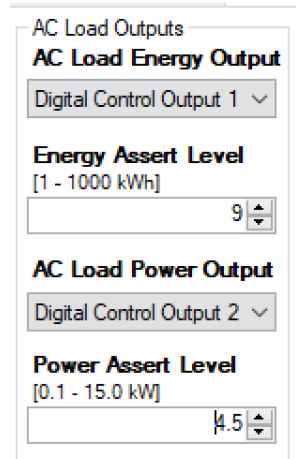 AC Load Outputs
AC Load Energy Output
Digital Control Output 1
Energy Assert Level
[1 - 1000 kWh]
9
AC Load Power Output
Digital Control Output 2
Power Assert Level
[0.1 - 15.0 kW]
4.5